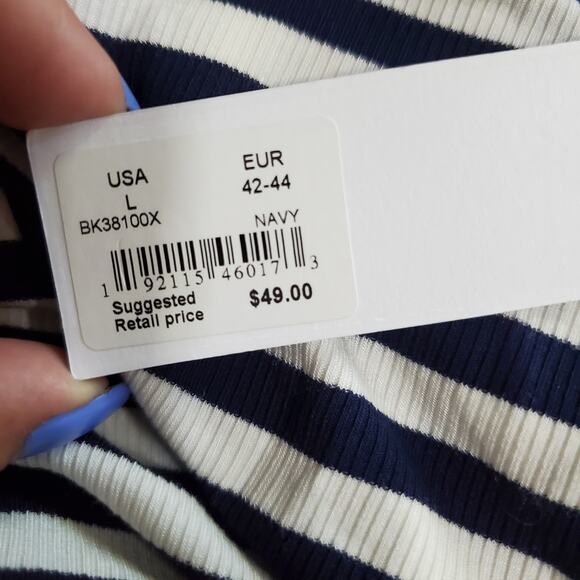 USA EUR
L 42-44
BK38100X NAVY
1 92115 46017 3
Suggested
Retail price $49.00